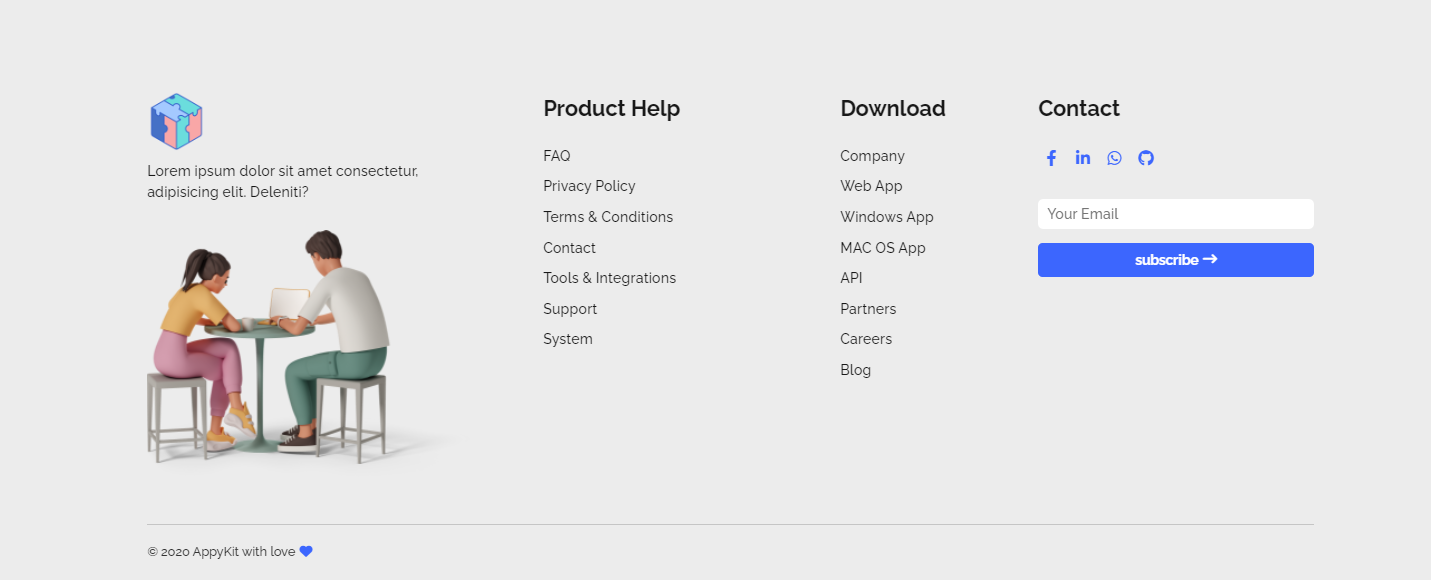 Lorem ipsum dolor sit amet consectetur,
adipisicing elit. Deleniti?
Product Help
FAQ
Privacy Policy
Terms & Conditions
Contact
Tools & Integrations
Support
System
Download
Company
Web App
Windows App
MAC OS App
API
Partners
Careers
Blog
Contact
Your Email
subscribe →
© 2020 AppyKit with love